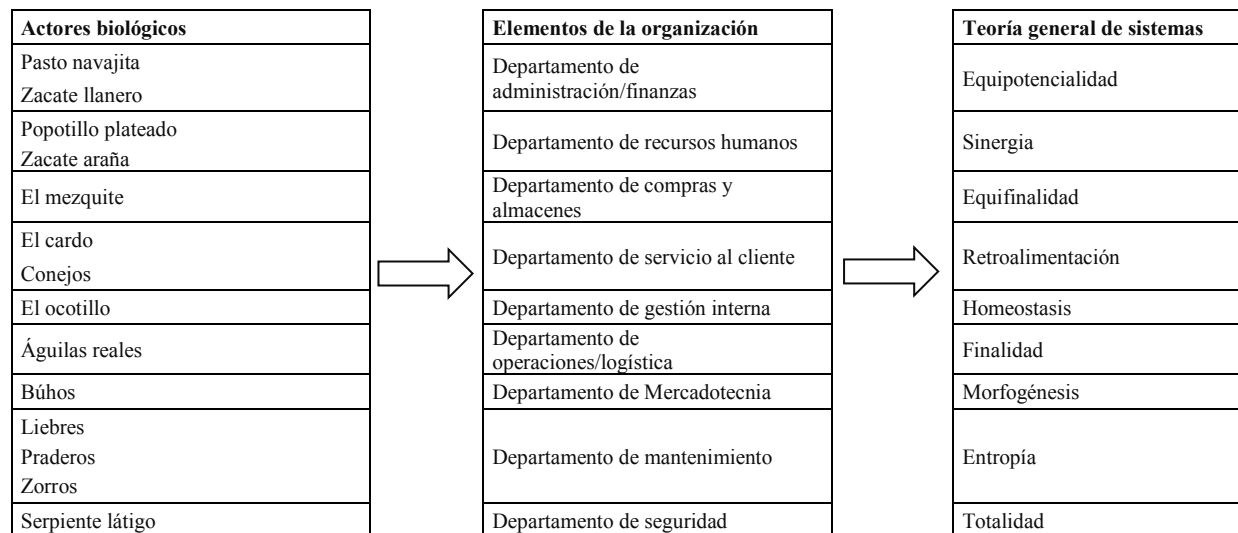 Actores biológicos
Pasto navajita
Zacate llanero
Popotillo plateado
Zacate araña
El mezquite
El cardo
Conejos
El ocotillo
Águilas reales
Búhos
Liebres
Praderos
Zorros
Serpiente látigo
Elementos de la organización
Departamento de
administración/finanzas
Departamento de recursos humanos
Departamento de compras y
almacenes
Departamento de servicio al cliente
Departamento de gestión interna
Departamento de
operaciones/logística
Departamento de Mercadotecnia
Departamento de mantenimiento
Departamento de seguridad
Teoría general de sistemas
Equipotencialidad
Sinergia
Equifinalidad
Retroalimentación
Homeostasis
Finalidad
Morfogénesis
Entropía
Totalidad